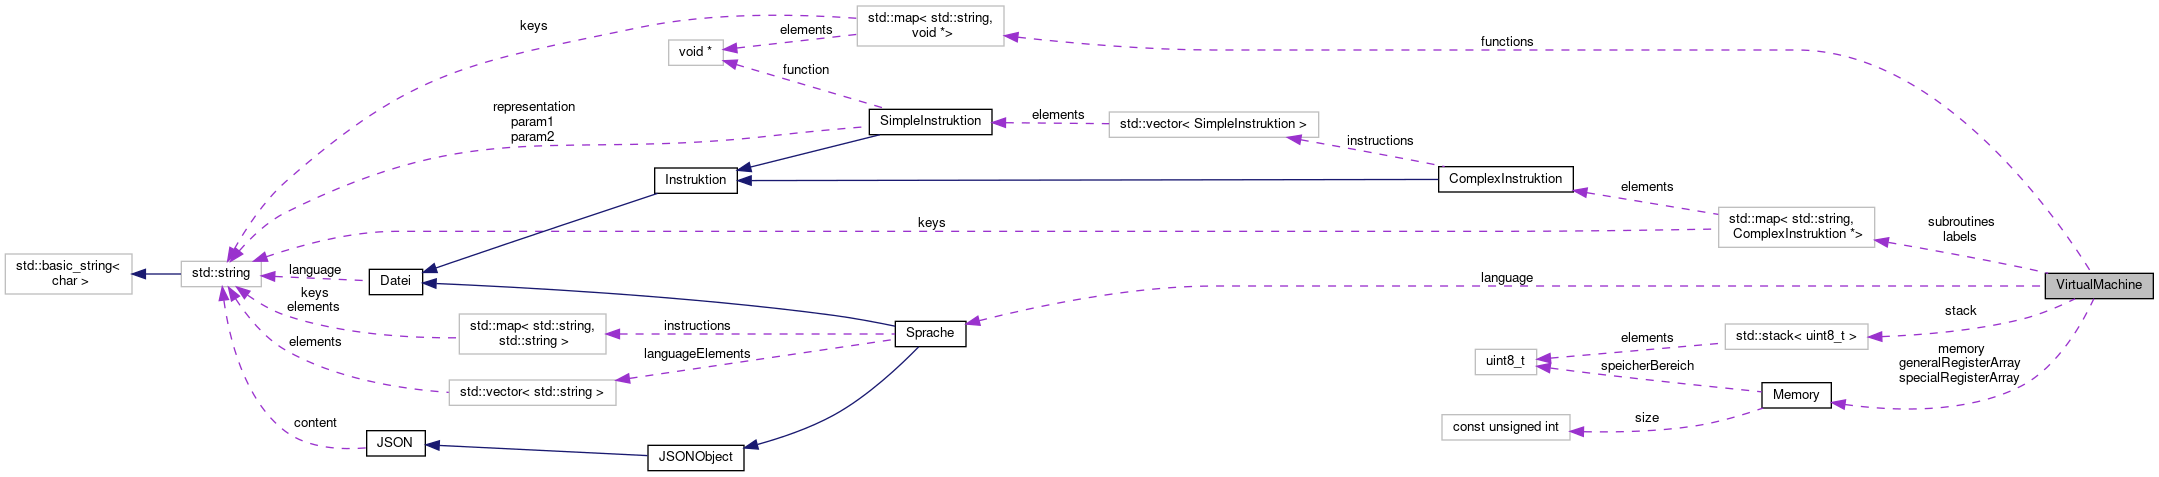 keys
std::map< std::string,
void *>
elements
void *
functions
function
representation
param1
param2
SimpleInstruktion
elements
std::vector< SimpleInstruktion >
instructions
Instruktion
ComplexInstruktion
elements
keys
std::map< std::string,
ComplexInstruktion *>
subroutines
labels
std::basic_string<
char >
std::string
language
Datei
language
VirtualMachine
keys
elements
std::map< std::string,
std::string >
instructions
Sprache
stack
std::stack< uint8_t >
elements
uint8_t
elements
languageElements
std::vector< std::string >
speicherBereich
memory
generalRegisterArray
specialRegisterArray
Memory
content
JSON
JSONObject
size
const unsigned int